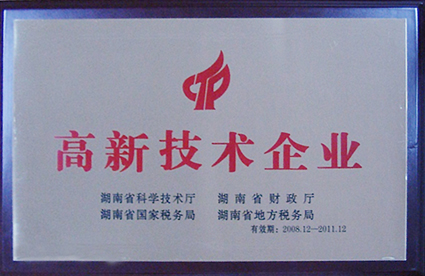 CTP
高新技术企业
湖南省科学技术厅 湖南省财政厅
湖南省国家税务局 湖南省地方税务局
有效期：2008.12—2011.12